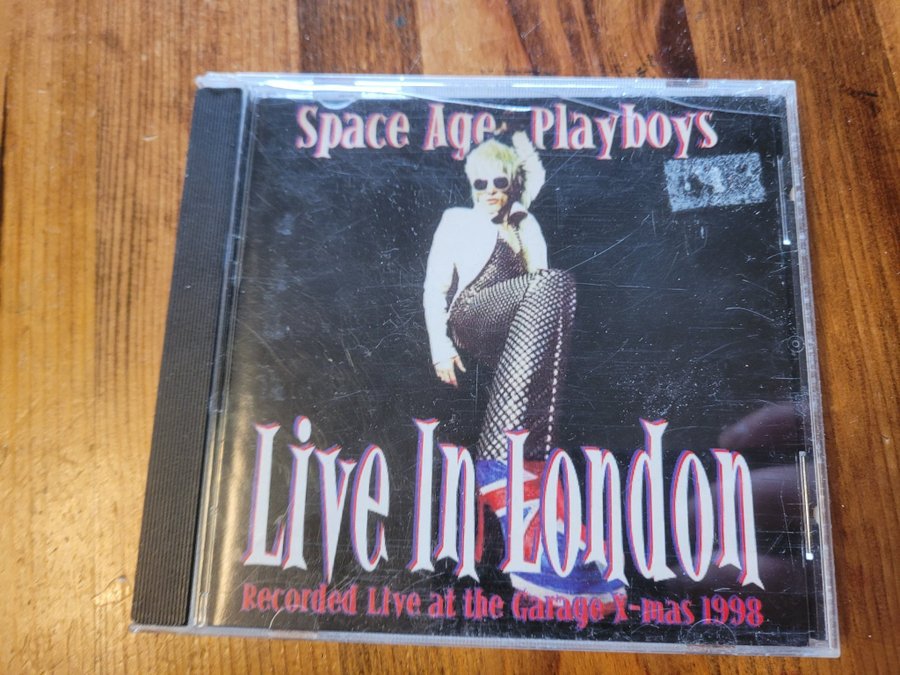 Space Age Playboys
Live In London
Recorded Live at the Garage X-mas 1998